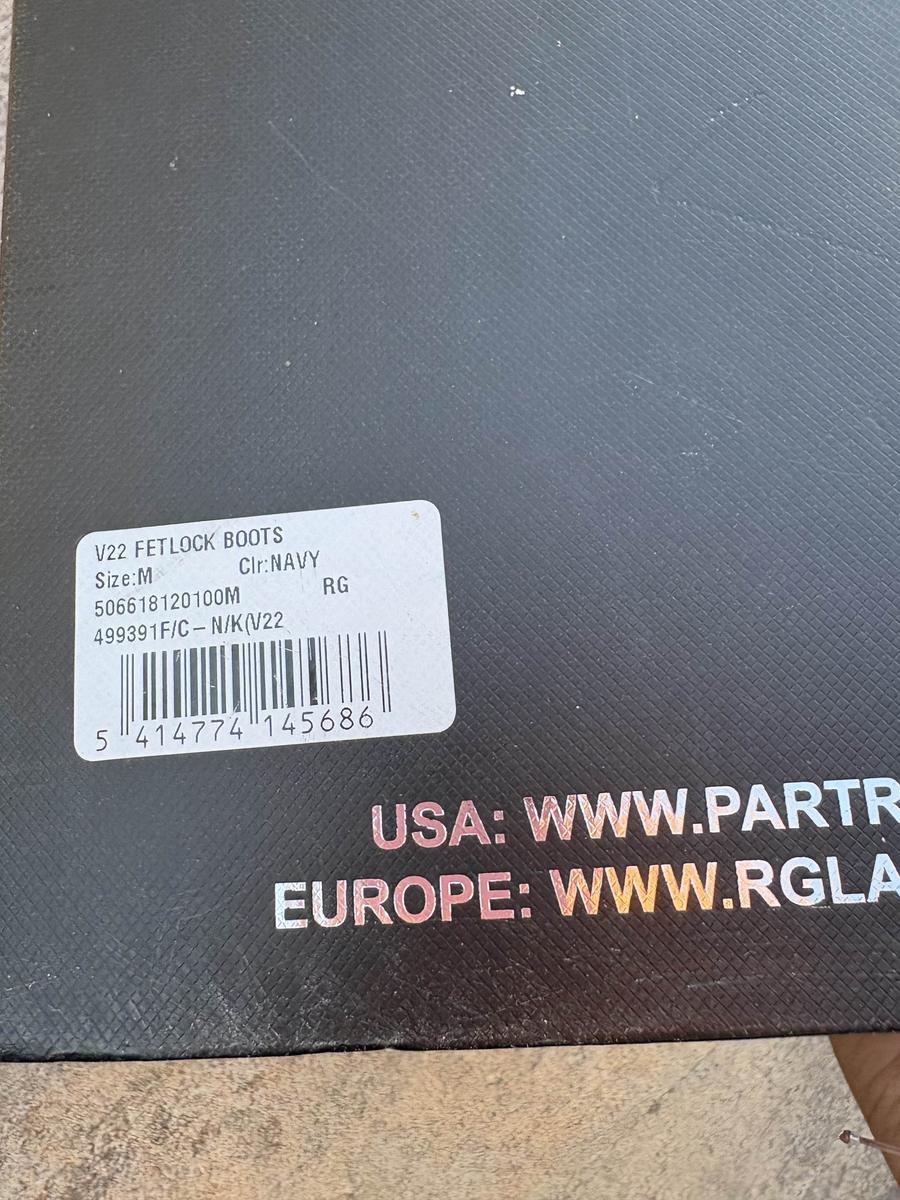 V22 FETLOCK BOOTS
Size:M Clr:NAVY
506618120100M RG
499391F/C - N/K(V22
5 414774 145686
USA: WWW.PARTR
EUROPE: WWW.RGLA